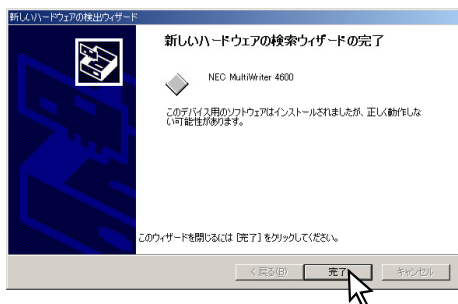 新しいハードウェアの検出ウィザード
新しいハードウェアの検索ウィザードの完了
NEC MultiWriter 4600
このデバイス用のソフトウェアはインストールされましたが、正しく動作しな
い可能性があります。
このウィザードを閉じるには [完了] をクリックしてください。
< 戻る(B)
完了
キャンセル